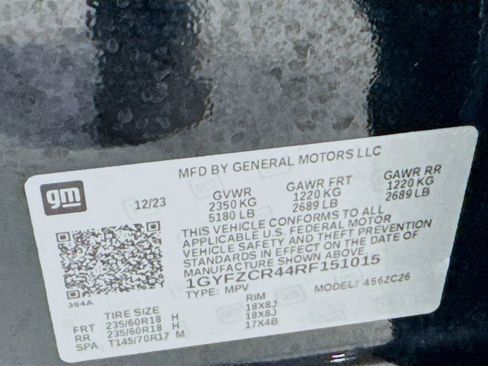 MFD BY GENERAL MOTORS LLC
gm
12/23 GVWR GAWR FRT GAWR RR
2350 KG 1220 KG 1220 KG
5180 LB 2689 LB 2689 LB
THIS VEHICLE CONFORMS TO ALL
APPLICABLE U.S. FEDERAL MOTOR
VEHICLE SAFETY AND THEFT PREVENTION
STANDARDS IN EFFECT ON THE DATE OF
MANUFACTURE SHOWN ABOVE.
1GYFZCR44RF151015
TYPE: MPV MODEL: 456ZC26
394A
TIRE SIZE RIM
FRT 235/60R18 H 18X8J
RR 235/60R18 H 18X8J
SPA T145/70R17 M 17X4B